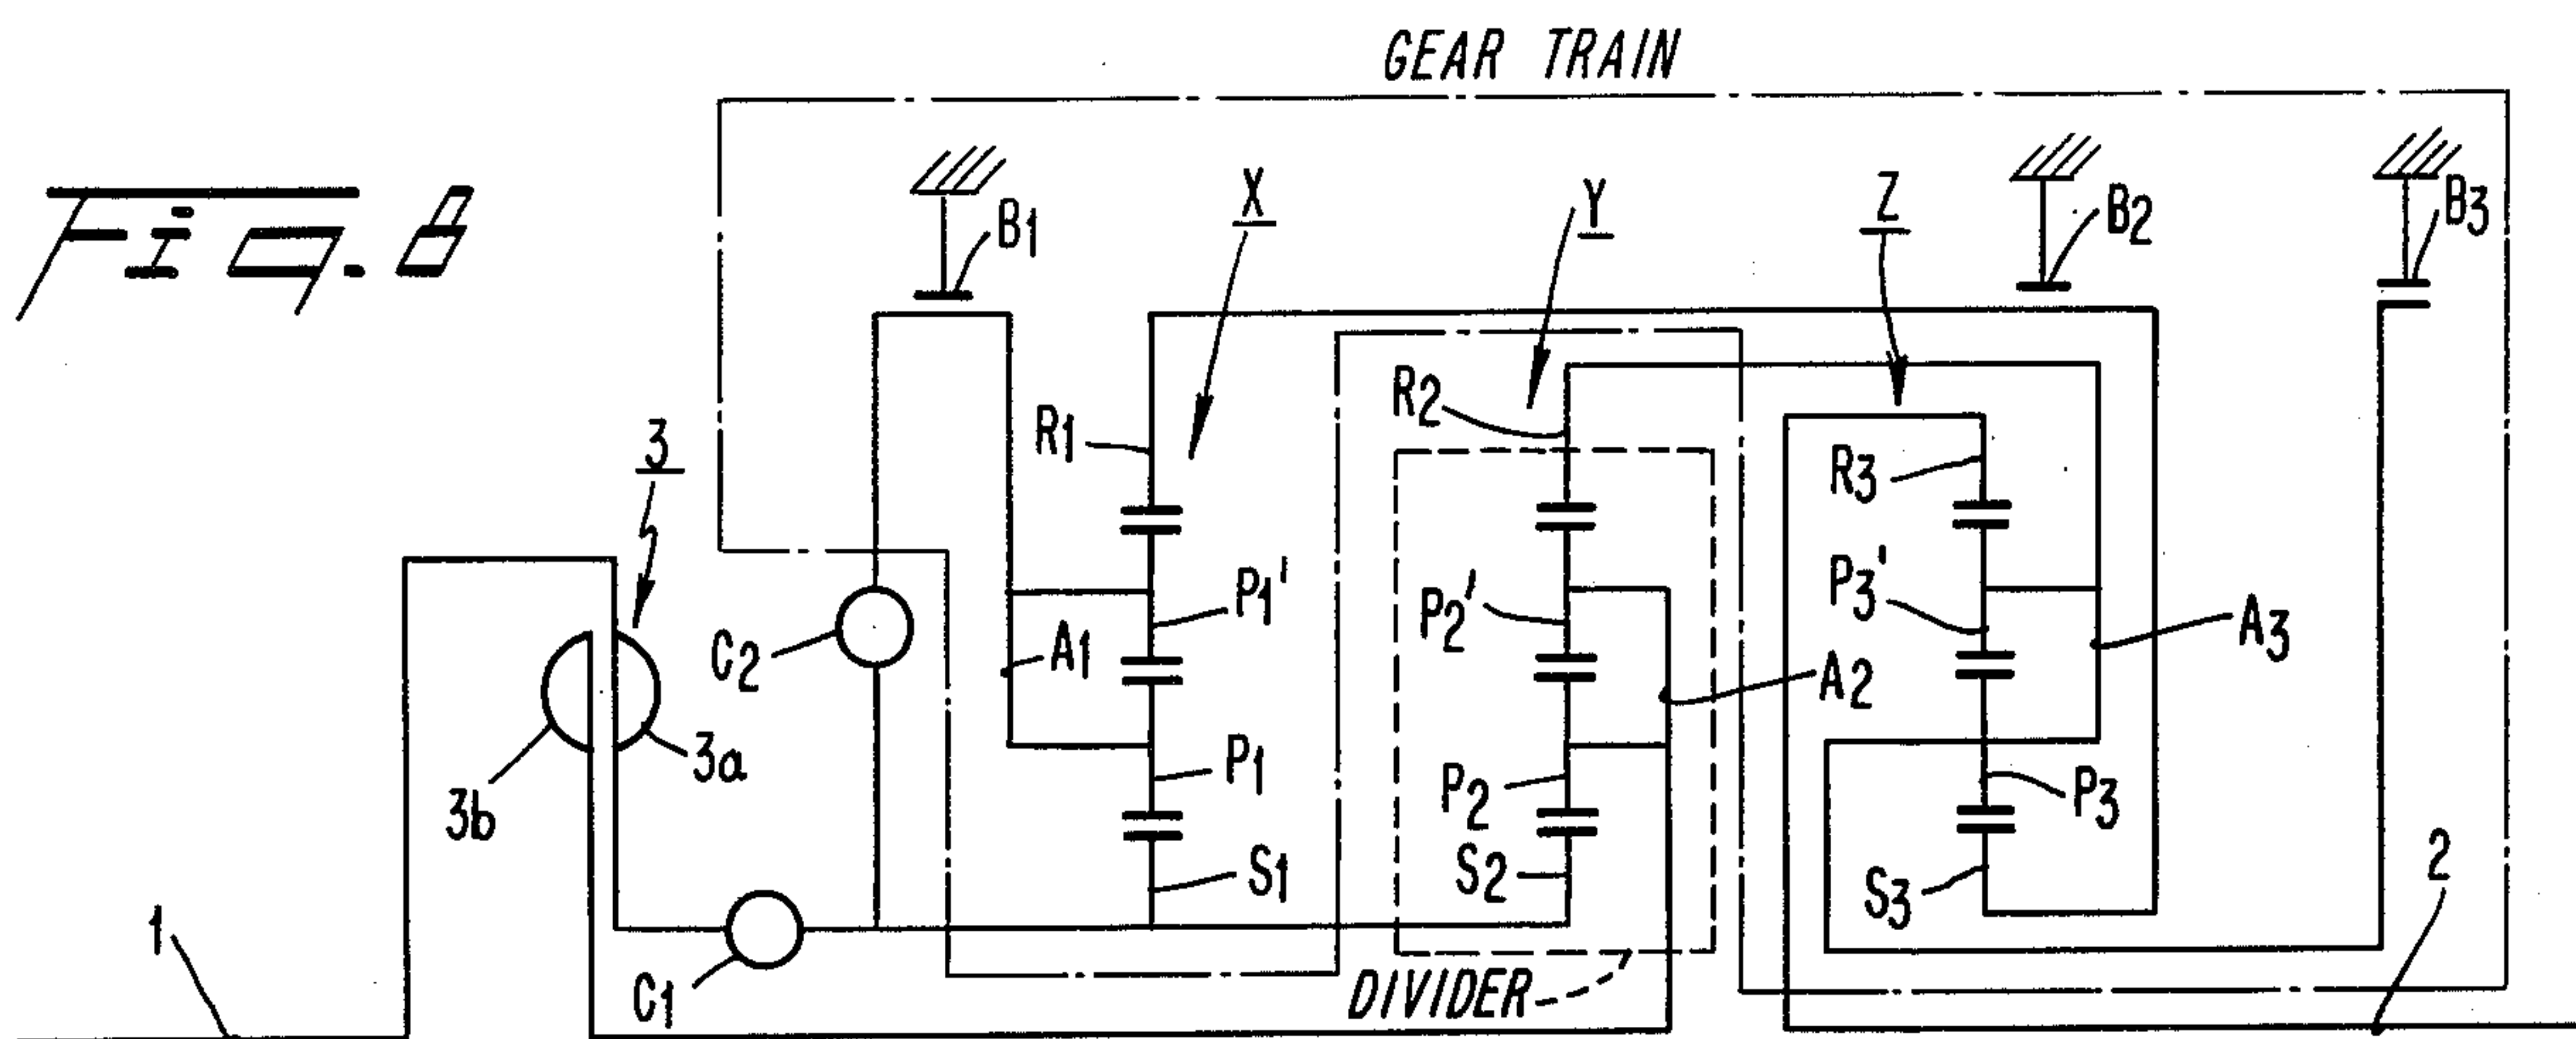 GEAR TRAIN
Fig. 8
B1
X
Y
Z
B2
B3
R1
R2
R3
3
C2
A1
P1'
P2'
A2
P3'
A3
3b
3a
P1
P2
P3
S1
S2
S3
2
1
C1
DIVIDER